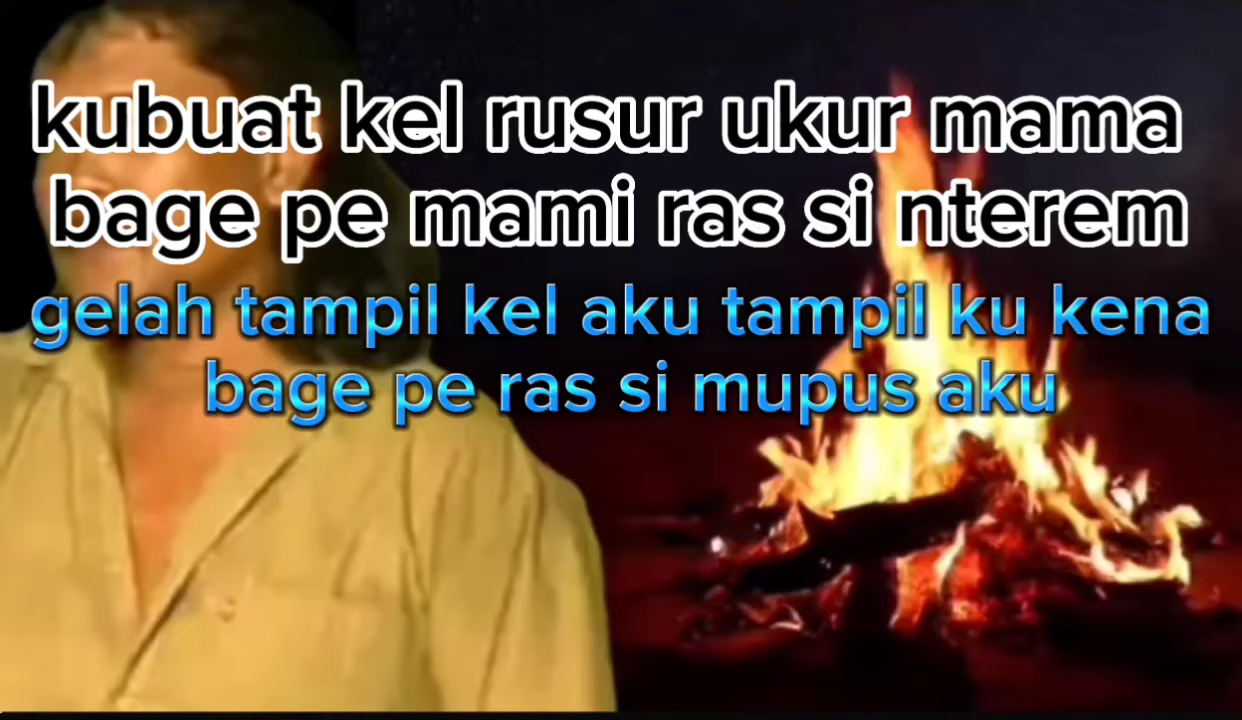 kubuat kel rusur ukur mama
bage pe mami ras si nterem
gelah tampil kel aku tampil ku kena
bage pe ras si mupus aku